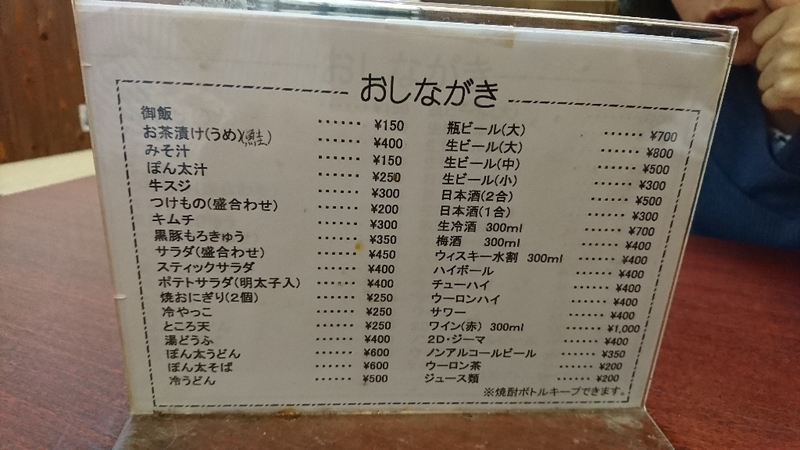 おしながき
御飯 …… ¥150
お茶漬け(うめ)(鮭) …… ¥400
みそ汁 …… ¥150
ぽん太汁 …… ¥250
牛スジ …… ¥300
つけもの(盛合わせ) …… ¥200
キムチ …… ¥300
黒豚もろきゅう …… ¥350
サラダ(盛合わせ) …… ¥450
スティックサラダ …… ¥400
ポテトサラダ(明太子入) …… ¥400
焼おにぎり(2個) …… ¥250
冷やっこ …… ¥250
ところ天 …… ¥250
湯どうふ …… ¥400
ぽん太うどん …… ¥600
ぽん太そば …… ¥600
冷うどん …… ¥500
瓶ビール(大) …… ¥700
生ビール(大) …… ¥800
生ビール(中) …… ¥500
生ビール(小) …… ¥300
日本酒(2合) …… ¥500
日本酒(1合) …… ¥300
生冷酒 300ml …… ¥700
梅酒 300ml …… ¥400
ウィスキー水割 300ml …… ¥400
ハイボール …… ¥400
チューハイ …… ¥400
ウーロンハイ …… ¥400
サワー …… ¥400
ワイン(赤) 300ml …… ¥1,000
2D・ジーマ …… ¥400
ノンアルコールビール …… ¥350
ウーロン茶 …… ¥200
ジュース類 …… ¥200
※焼酎ボトルキープできます。